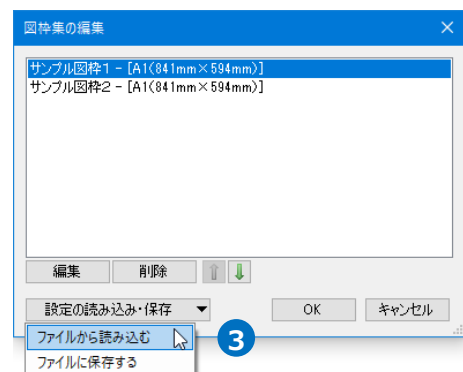 図枠集の編集
サンプル図枠1 - [A1(841mm×594mm)]
サンプル図枠2 - [A1(841mm×594mm)]
編集 削除
設定の読み込み･保存 OK キャンセル
ファイルから読み込む 3
ファイルに保存する